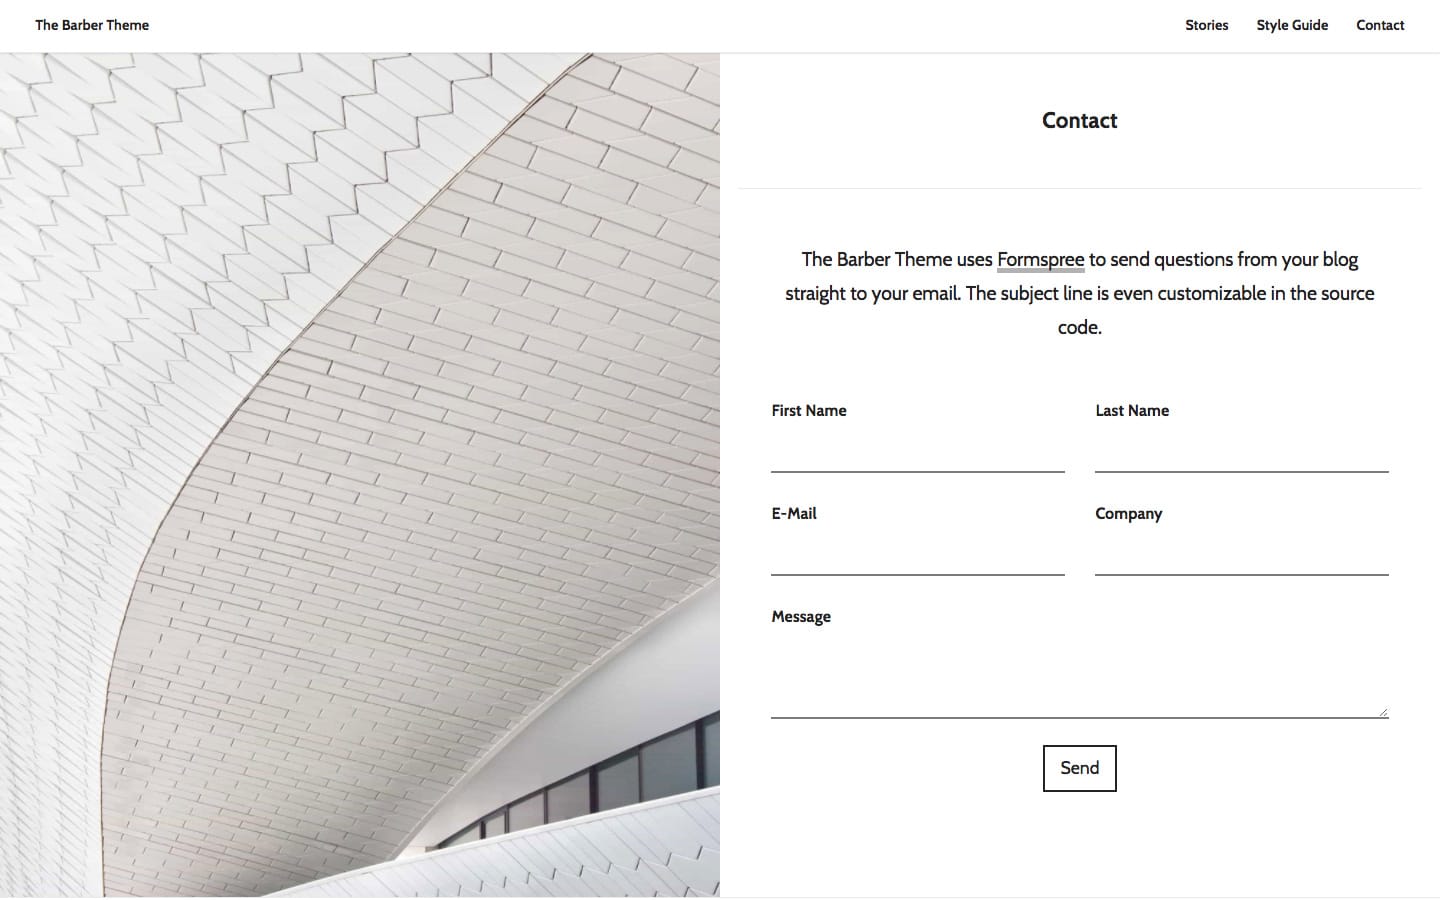 The Barber Theme
Stories Style Guide Contact
Contact
The Barber Theme uses Formspree to send questions from your blog
straight to your email. The subject line is even customizable in the source
code.
First Name
Last Name
E-Mail
Company
Message
Send